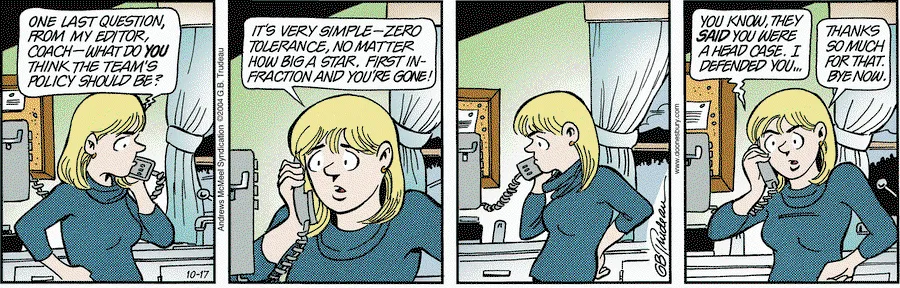 ONE LAST QUESTION,
FROM MY EDITOR,
COACH—WHAT DO YOU
THINK THE TEAM'S
POLICY SHOULD BE?
10-17
Andrews McMeel Syndication ©2004 G.B. Trudeau
IT'S VERY SIMPLE—ZERO
TOLERANCE, NO MATTER
HOW BIG A STAR. FIRST IN-
FRACTION AND YOU'RE GONE!
GB Trudeau
www.doonesbury.com
YOU KNOW, THEY
SAID YOU WERE
A HEAD CASE. I
DEFENDED YOU...
THANKS
SO MUCH
FOR THAT.
BYE NOW.